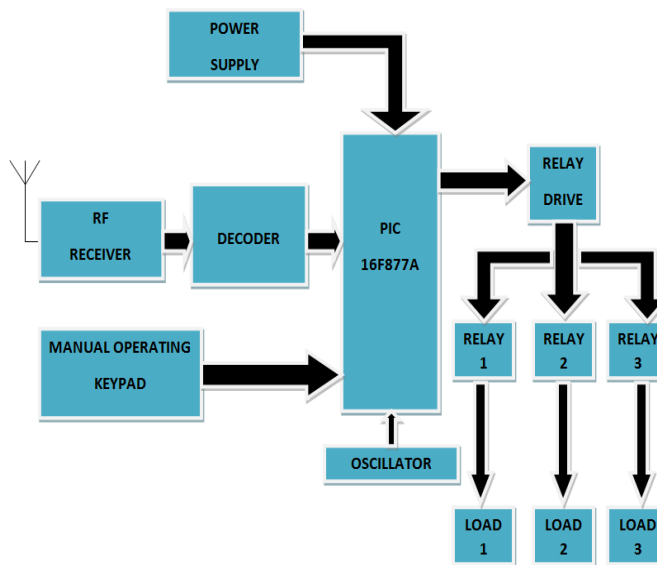 POWER
SUPPLY
RF
RECEIVER
DECODER
PIC
16F877A
RELAY
DRIVE
MANUAL OPERATING
KEYPAD
OSCILLATOR
RELAY
1
RELAY
2
RELAY
3
LOAD
1
LOAD
2
LOAD
3